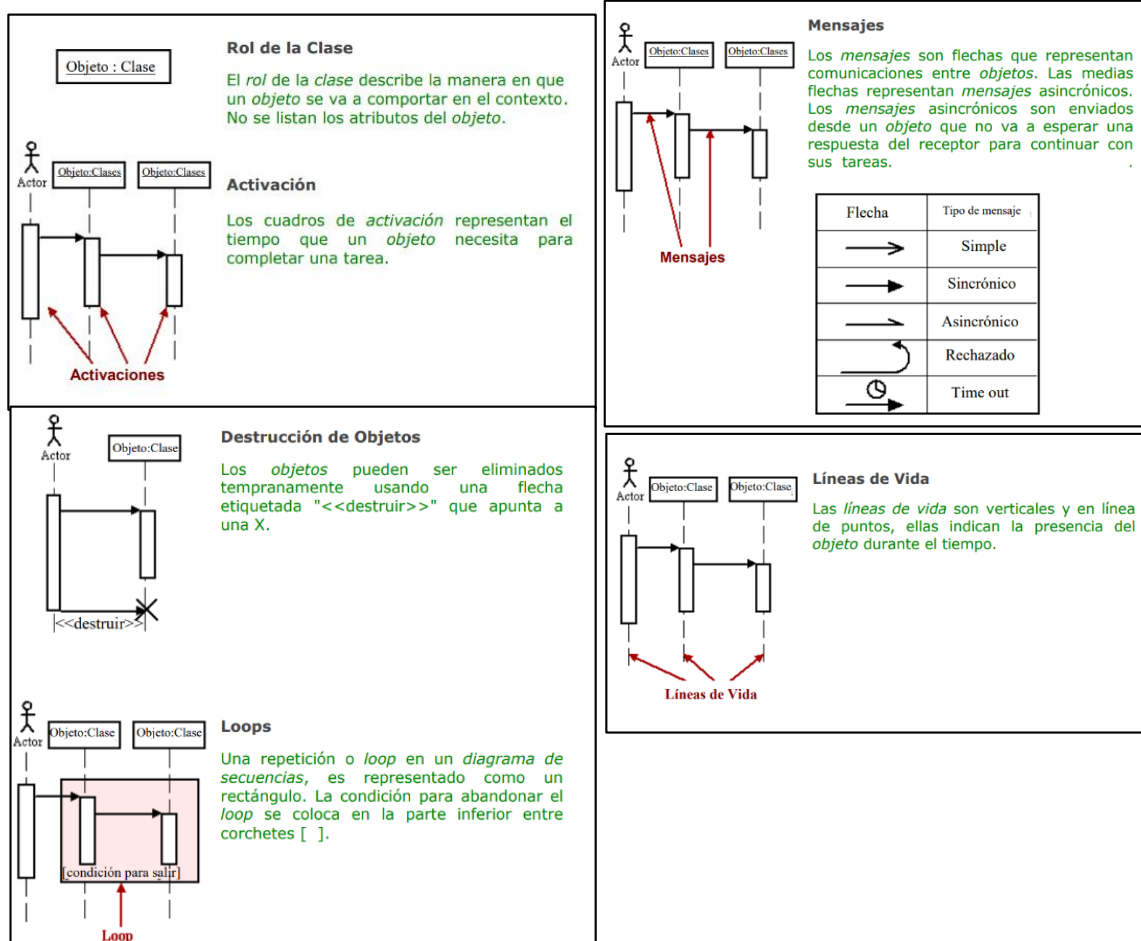 Objeto : Clase
Rol de la Clase
El rol de la clase describe la manera en que
un objeto se va a comportar en el contexto.
No se listan los atributos del objeto.
Actor
Objeto:Clases
Objeto:Clases
Activaciones
Activación
Los cuadros de activación representan el
tiempo que un objeto necesita para
completar una tarea.
Actor
Objeto:Clase
<<destruir>>
Destrucción de Objetos
Los objetos pueden ser eliminados
tempranamente usando una flecha
etiquetada "<<destruir>>" que apunta a
una X.
Actor
Objeto:Clase
Objeto:Clase
[condición para salir]
Loop
Loops
Una repetición o loop en un diagrama de
secuencias, es representado como un
rectángulo. La condición para abandonar el
loop se coloca en la parte inferior entre
corchetes [ ].
Actor
Objeto:Clases
Objeto:Clases
Mensajes
Mensajes
Los mensajes son flechas que representan
comunicaciones entre objetos. Las medias
flechas representan mensajes asincrónicos.
Los mensajes asincrónicos son enviados
desde un objeto que no va a esperar una
respuesta del receptor para continuar con
sus tareas. .
Flecha Tipo de mensaje
Simple
Sincrónico
Asincrónico
Rechazado
Time out
Actor
Objeto:Clase
Objeto:Clase
Líneas de Vida
Líneas de Vida
Las líneas de vida son verticales y en línea
de puntos, ellas indican la presencia del
objeto durante el tiempo.